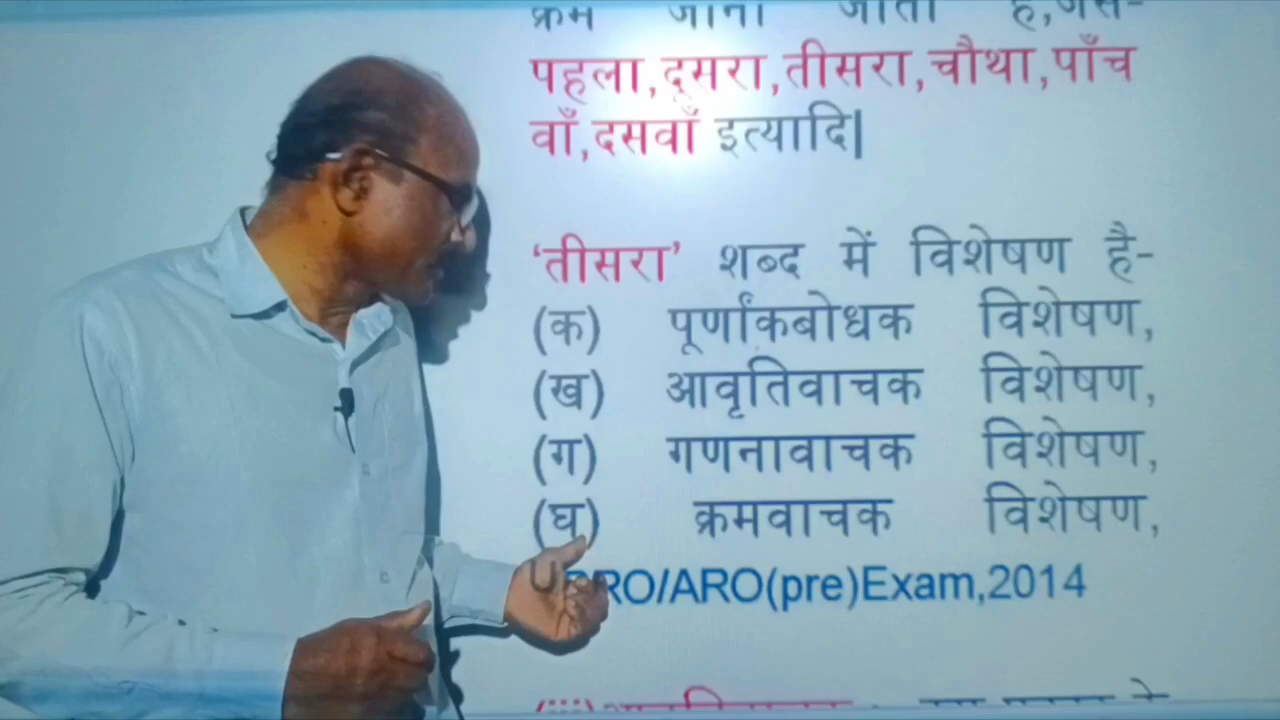 क्रम जाना जाता है,जैसे-
पहला,दूसरा,तीसरा,चौथा,पाँच
वाँ,दसवाँ इत्यादि|
‘तीसरा’ शब्द में विशेषण है-
(क) पूर्णांकबोधक विशेषण,
(ख) आवृतिवाचक विशेषण,
(ग) गणनावाचक विशेषण,
(घ) क्रमवाचक विशेषण,
RO/ARO(pre)Exam,2014